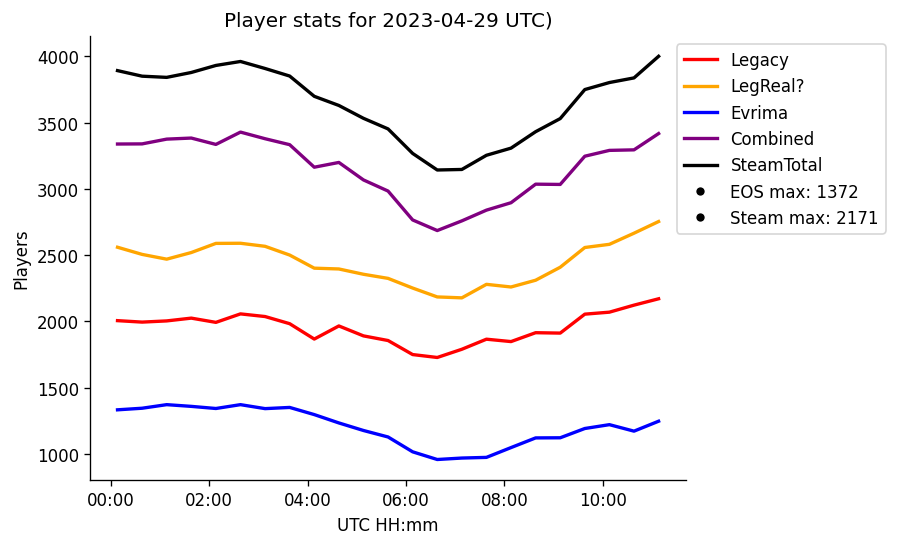 Player stats for 2023-04-29 UTC)
4000
3500
3000
2500
2000
1500
1000
Players
00:00 02:00 04:00 06:00 08:00 10:00
UTC HH:mm
Legacy
LegReal?
Evrima
Combined
SteamTotal
EOS max: 1372
Steam max: 2171